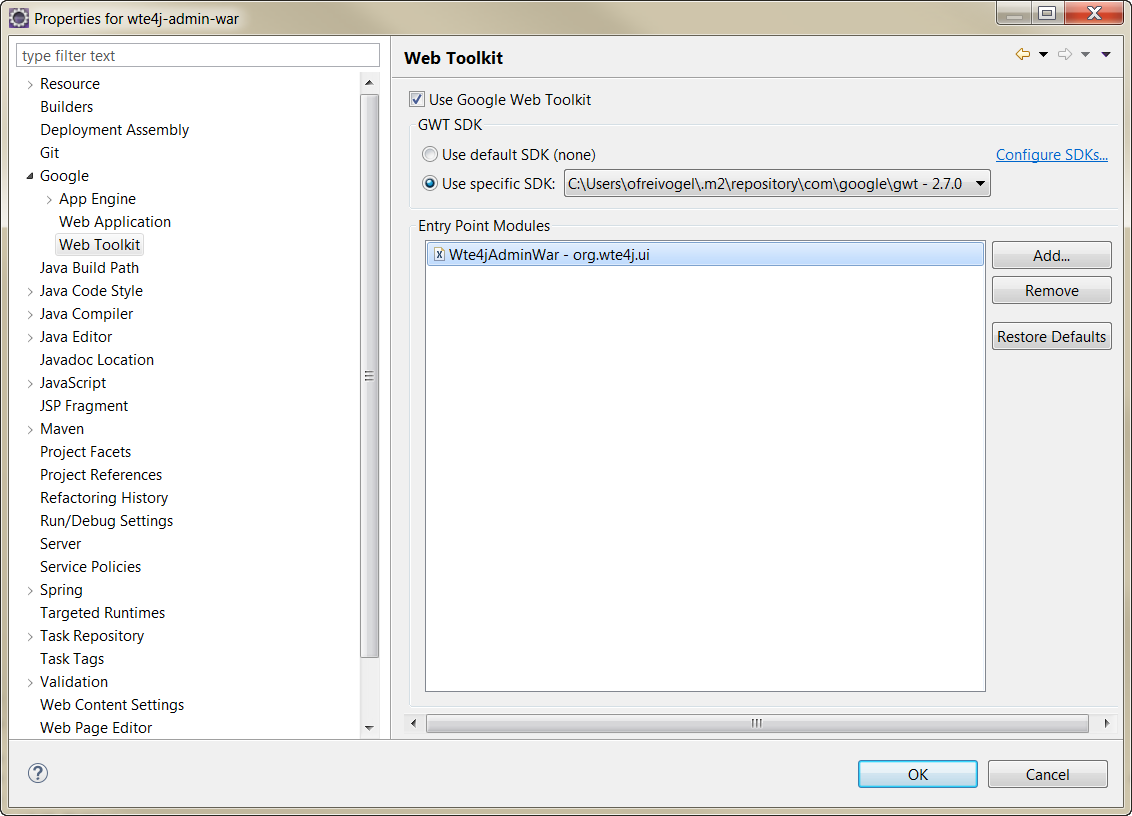 Properties for wte4j-admin-war
type filter text
Resource
Builders
Deployment Assembly
Git
Google
App Engine
Web Application
Web Toolkit
Java Build Path
Java Code Style
Java Compiler
Java Editor
Javadoc Location
JavaScript
JSP Fragment
Maven
Project Facets
Project References
Refactoring History
Run/Debug Settings
Server
Service Policies
Spring
Targeted Runtimes
Task Repository
Task Tags
Validation
Web Content Settings
Web Page Editor
Web Toolkit
Use Google Web Toolkit
GWT SDK
Use default SDK (none)
Configure SDKs...
Use specific SDK: C:\Users\ofreivogel\.m2\repository\com\google\gwt - 2.7.0
Entry Point Modules
Wte4jAdminWar - org.wte4j.ui
Add...
Remove
Restore Defaults
OK
Cancel